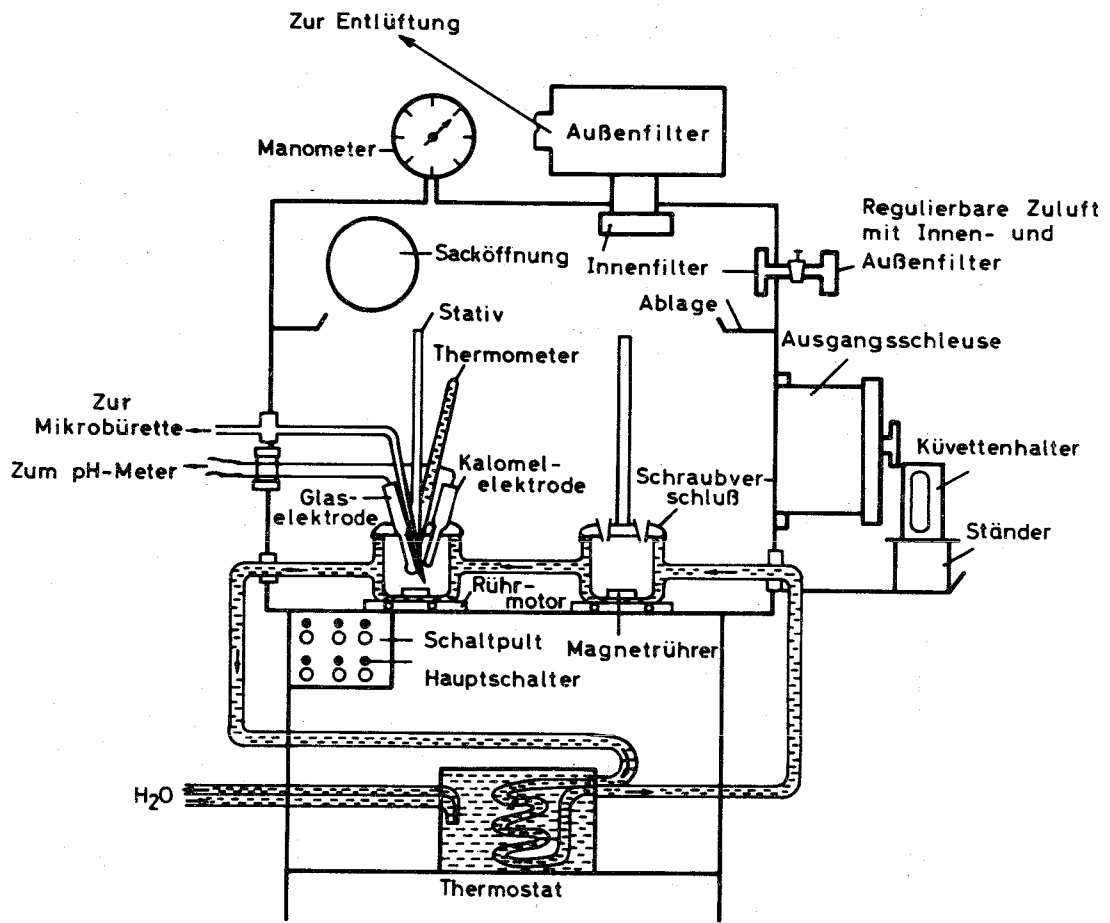 Zur Entlüftung
Außenfilter
Manometer
Regulierbare Zuluft
mit Innen- und
Außenfilter
Sacköffnung
Innenfilter
Ablage
Stativ
Ausgangsschleuse
Thermometer
Zur
Mikrobürette
Küvettenhalter
Zum pH-Meter
Kalomel-
elektrode
Schraubver-
schluß
Glas-
elektrode
Ständer
Rühr-
motor
Schaltpult
Magnetrührer
Hauptschalter
H2O
Thermostat